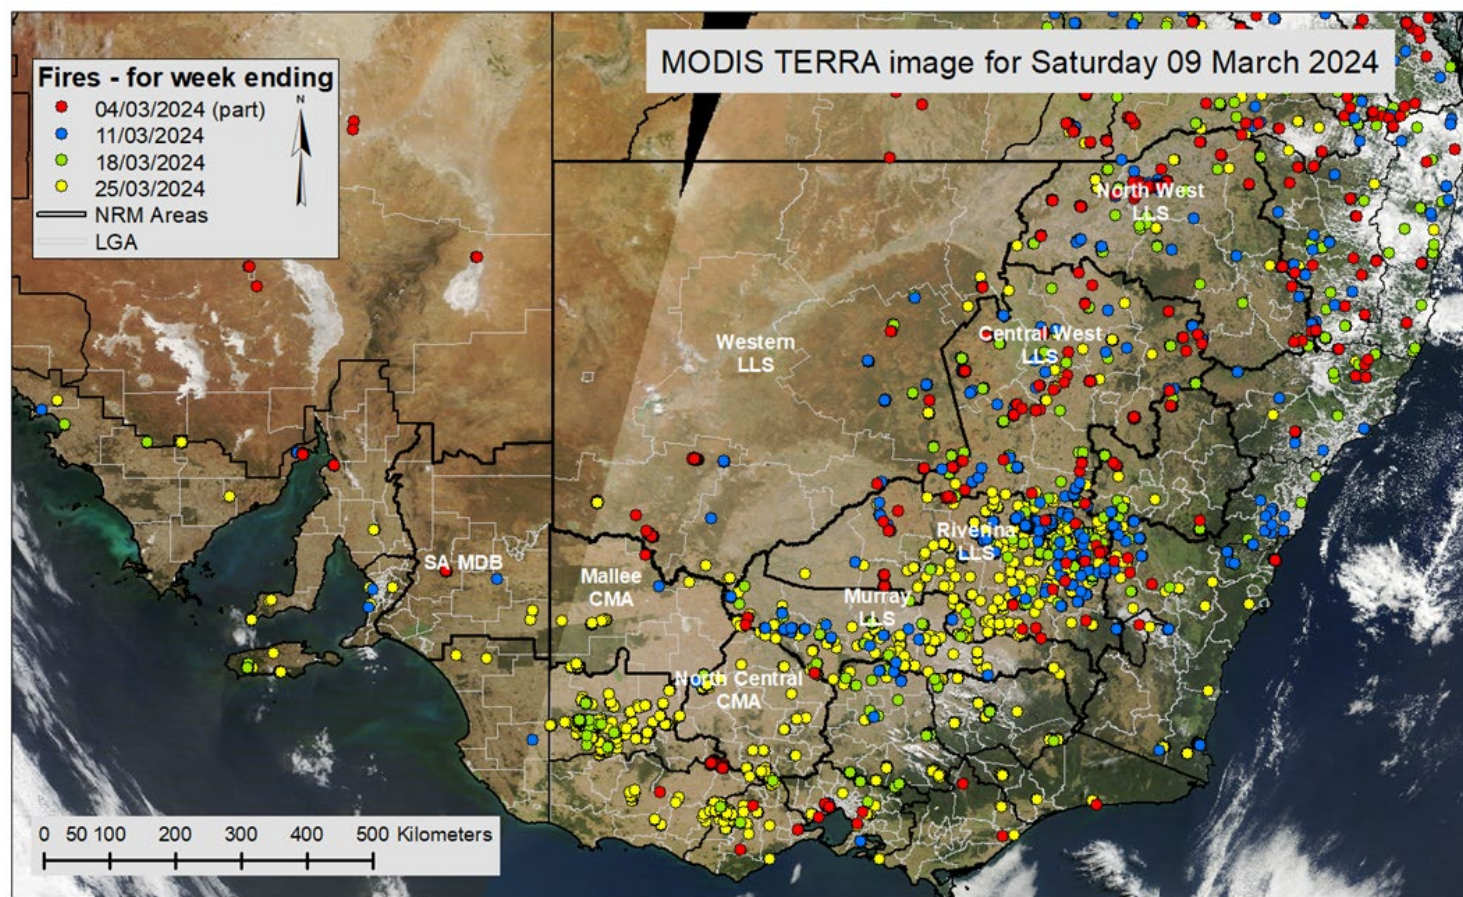 MODIS TERRA image for Saturday 09 March 2024
Fires - for week ending
N
04/03/2024 (part)
11/03/2024
18/03/2024
25/03/2024
NRM Areas
LGA
North West
LLS
Western
LLS
Central West
LLS
Riverina
LLS
SA MDB
Mallee
CMA
Murray
LLS
North Central
CMA
0 50 100 200 300 400 500 Kilometers